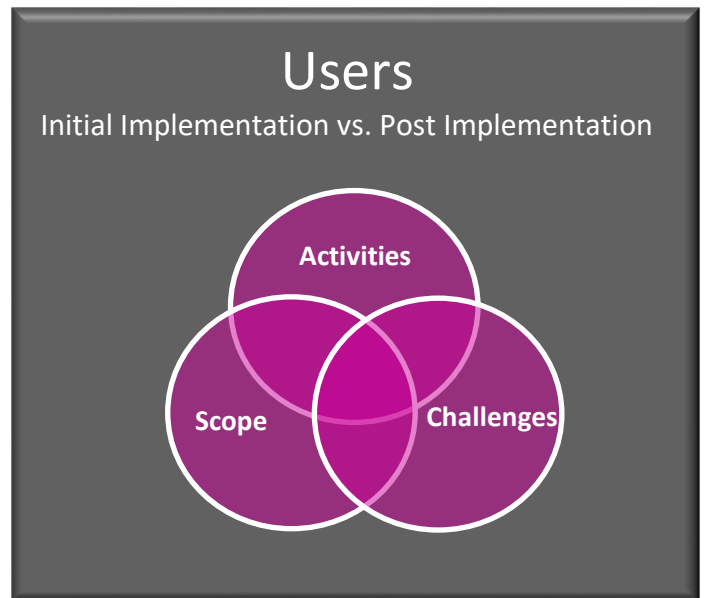 Users
Initial Implementation vs. Post Implementation
Activities
Scope
Challenges